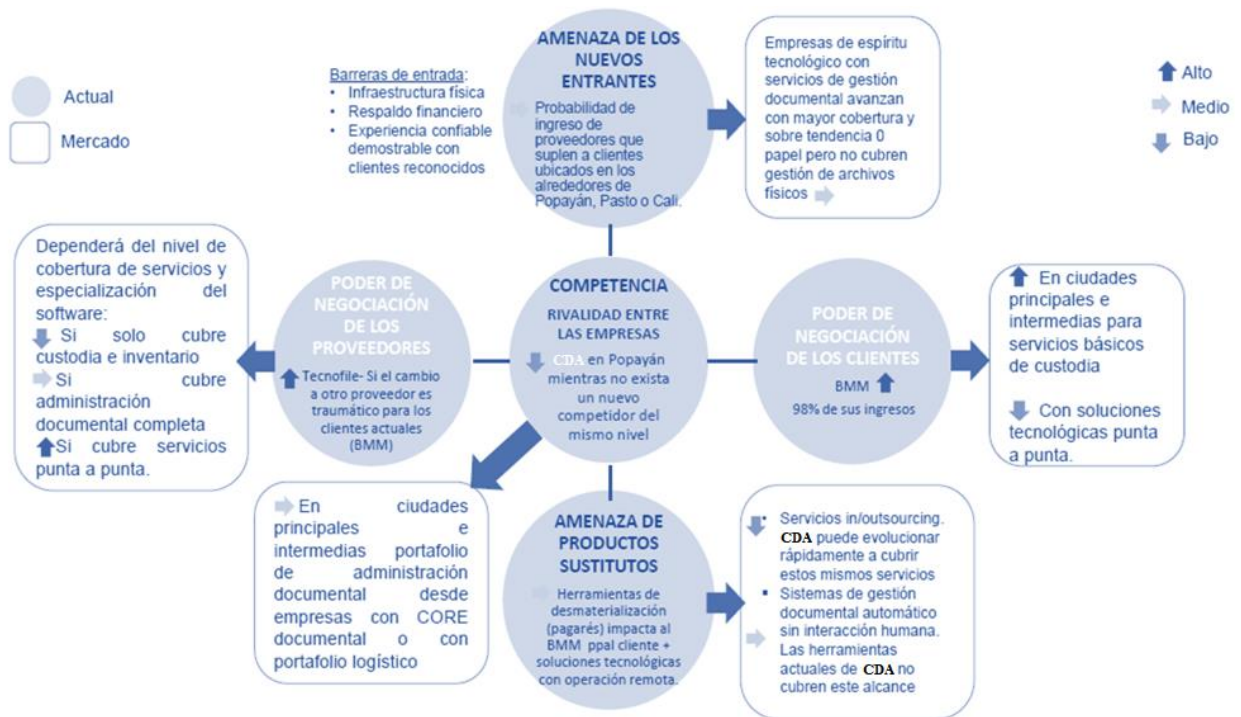 Actual
Mercado
Barreras de entrada:
• Infraestructura física
• Respaldo financiero
• Experiencia confiable
demostrable con
clientes reconocidos
AMENAZA DE LOS
NUEVOS
ENTRANTES
Probabilidad de
ingreso de
proveedores que
suplen a clientes
ubicados en los
alrededores de
Popayán, Pasto o Cali.
Empresas de espíritu
tecnológico con
servicios de gestión
documental avanzan
con mayor cobertura y
sobre tendencia 0
papel pero no cubren
gestión de archivos
físicos
Alto
Medio
Bajo
Dependerá del nivel de
cobertura de servicios y
especialización del
software:
Si solo cubre
custodia e inventario
Si cubre
administración
documental completa
Si cubre servicios
punta a punta.
PODER DE
NEGOCIACIÓN
DE LOS
PROVEEDORES
Tecnofile- Si el cambio
a otro proveedor es
traumático para los
clientes actuales
(BMM)
COMPETENCIA
RIVALIDAD ENTRE
LAS EMPRESAS
CDA en Popayán
mientras no exista
un nuevo
competidor del
mismo nivel
PODER DE
NEGOCIACIÓN
DE LOS CLIENTES
BMM
98% de sus ingresos
En ciudades
principales e
intermedias para
servicios básicos
de custodia
Con soluciones
tecnológicas punta
a punta.
En ciudades
principales e
intermedias portafolio
de administración
documental desde
empresas con CORE
documental o con
portafolio logístico
AMENAZA DE
PRODUCTOS
SUSTITUTOS
Herramientas de
desmaterialización
(pagarés) impacta al
BMM ppal cliente +
soluciones tecnológicas
con operación remota.
• Servicios in/outsourcing.
CDA puede evolucionar
rápidamente a cubrir
estos mismos servicios
▪ Sistemas de gestión
documental automático
sin interacción humana.
Las herramientas
actuales de CDA no
cubren este alcance